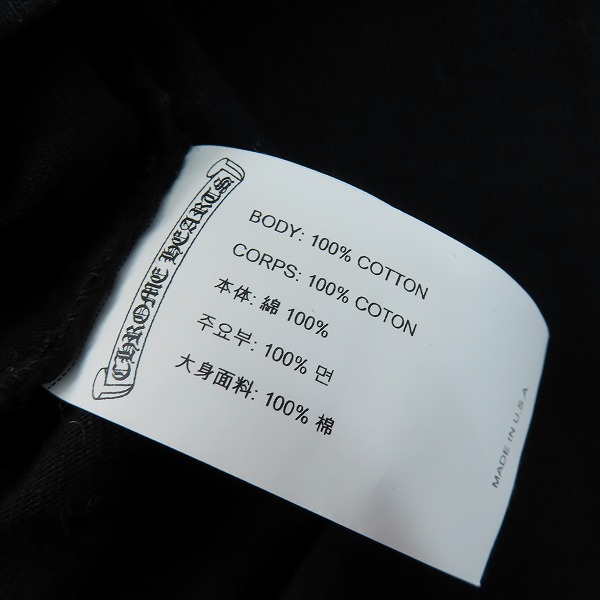 CHROME HEARTS
BODY: 100% COTTON
CORPS: 100% COTON
本体: 綿 100%
주요부: 100% 면
大身面料: 100% 棉
MADE IN U.S.A